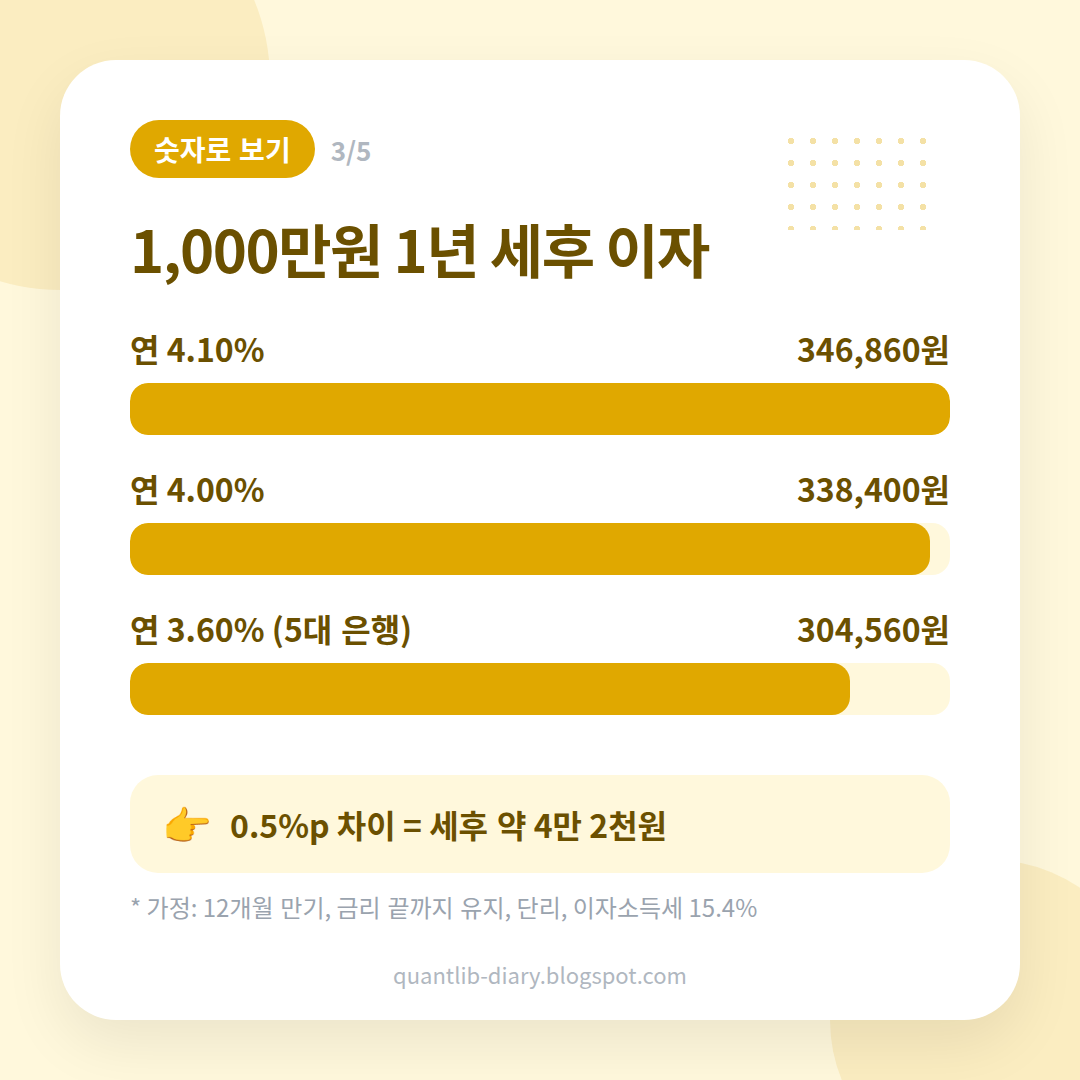 숫자로 보기 3/5
1,000만원 1년 세후 이자
연 4.10% 346,860원
연 4.00% 338,400원
연 3.60% (5대 은행) 304,560원
👉 0.5%p 차이 = 세후 약 4만 2천원
* 가정: 12개월 만기, 금리 끝까지 유지, 단리, 이자소득세 15.4%
quantlib-diary.blogspot.com